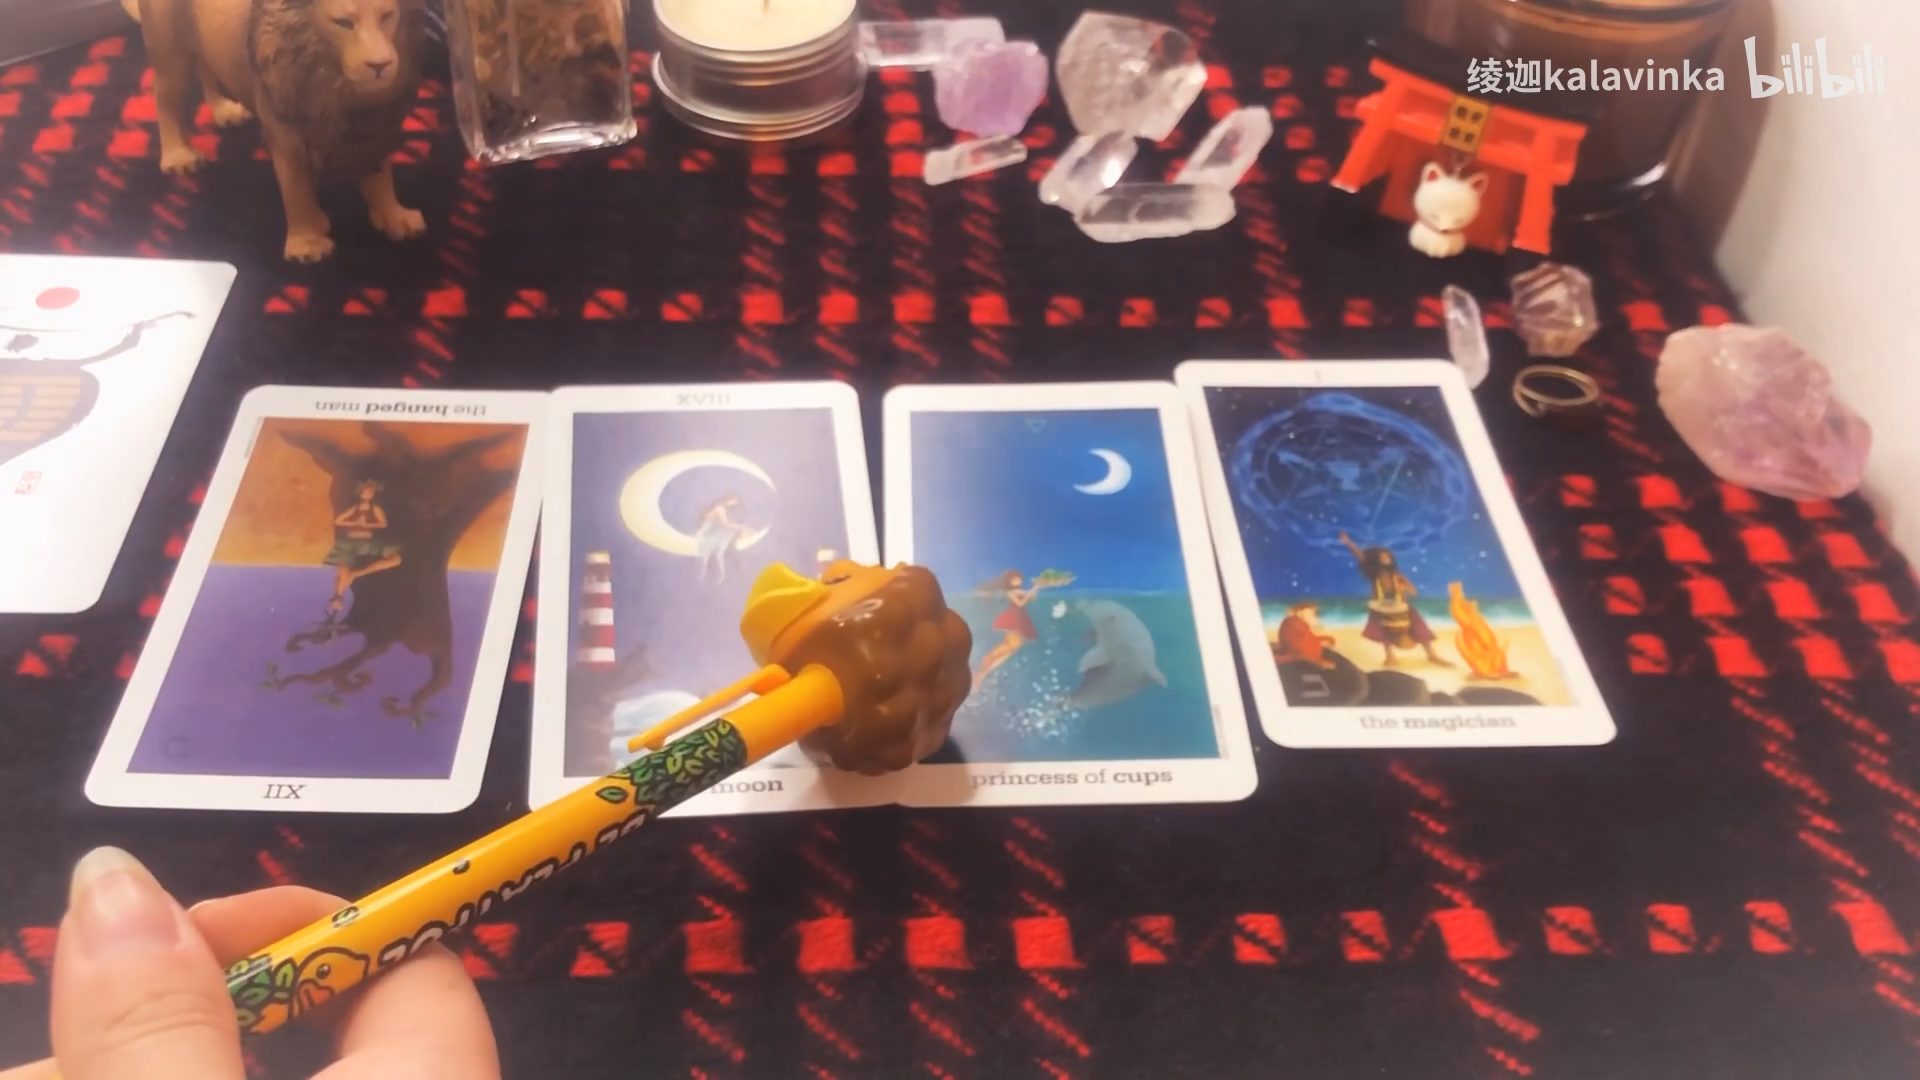 绫迦kalavinka bilibili
the hanged man
XVIII
I
XII
moon
princess of cups
the magician